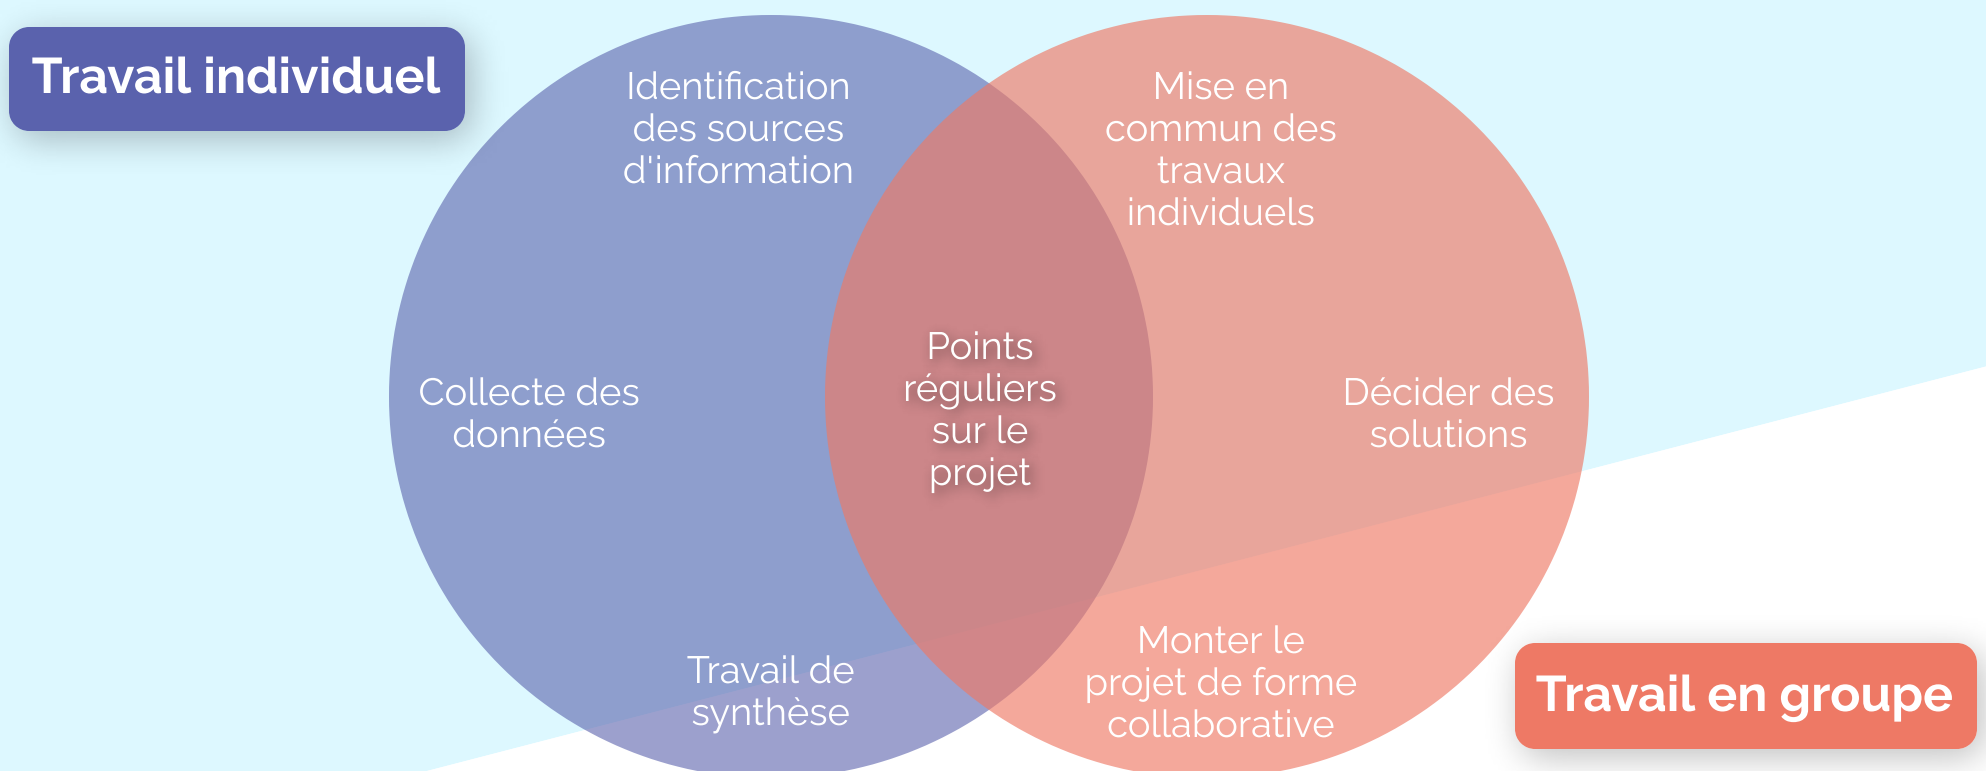 Travail individuel
Identification
des sources
d'information
Mise en
commun des
travaux
individuels
Collecte des
données
Points
réguliers
sur le
projet
Décider des
solutions
Travail de
synthèse
Monter le
projet de forme
collaborative
Travail en groupe